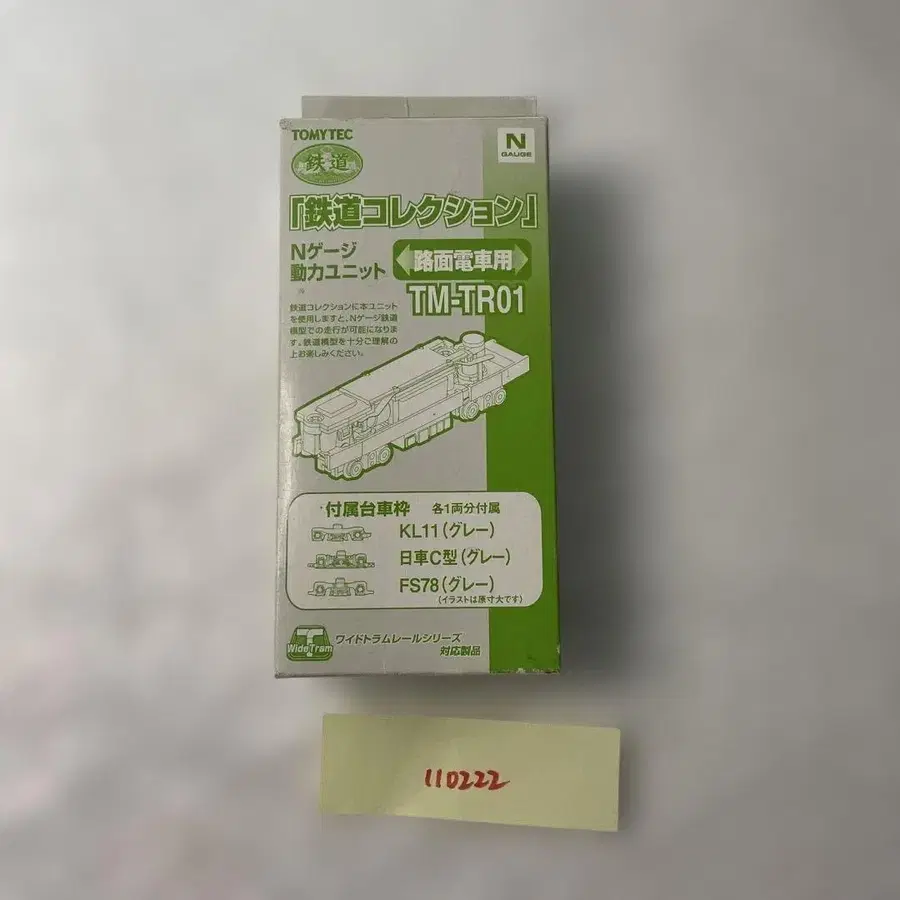 TOMYTEC
N
GAUGE
鉄道
「鉄道コレクション」
Nゲージ
動力ユニット
路面電車用
TM-TR01
鉄道コレクションに本ユニット
を使用しますと、Nゲージ鉄道
模型での走行が可能になりま
す。鉄道模型を十分ご理解の
上お楽しみください。
付属台車枠 各1両分付属
KL11(グレー)
日車C型(グレー)
FS78(グレー)
(イラストは原寸大です)
T
Wide Tram
ワイドトラムレールシリーズ
対応製品
110222